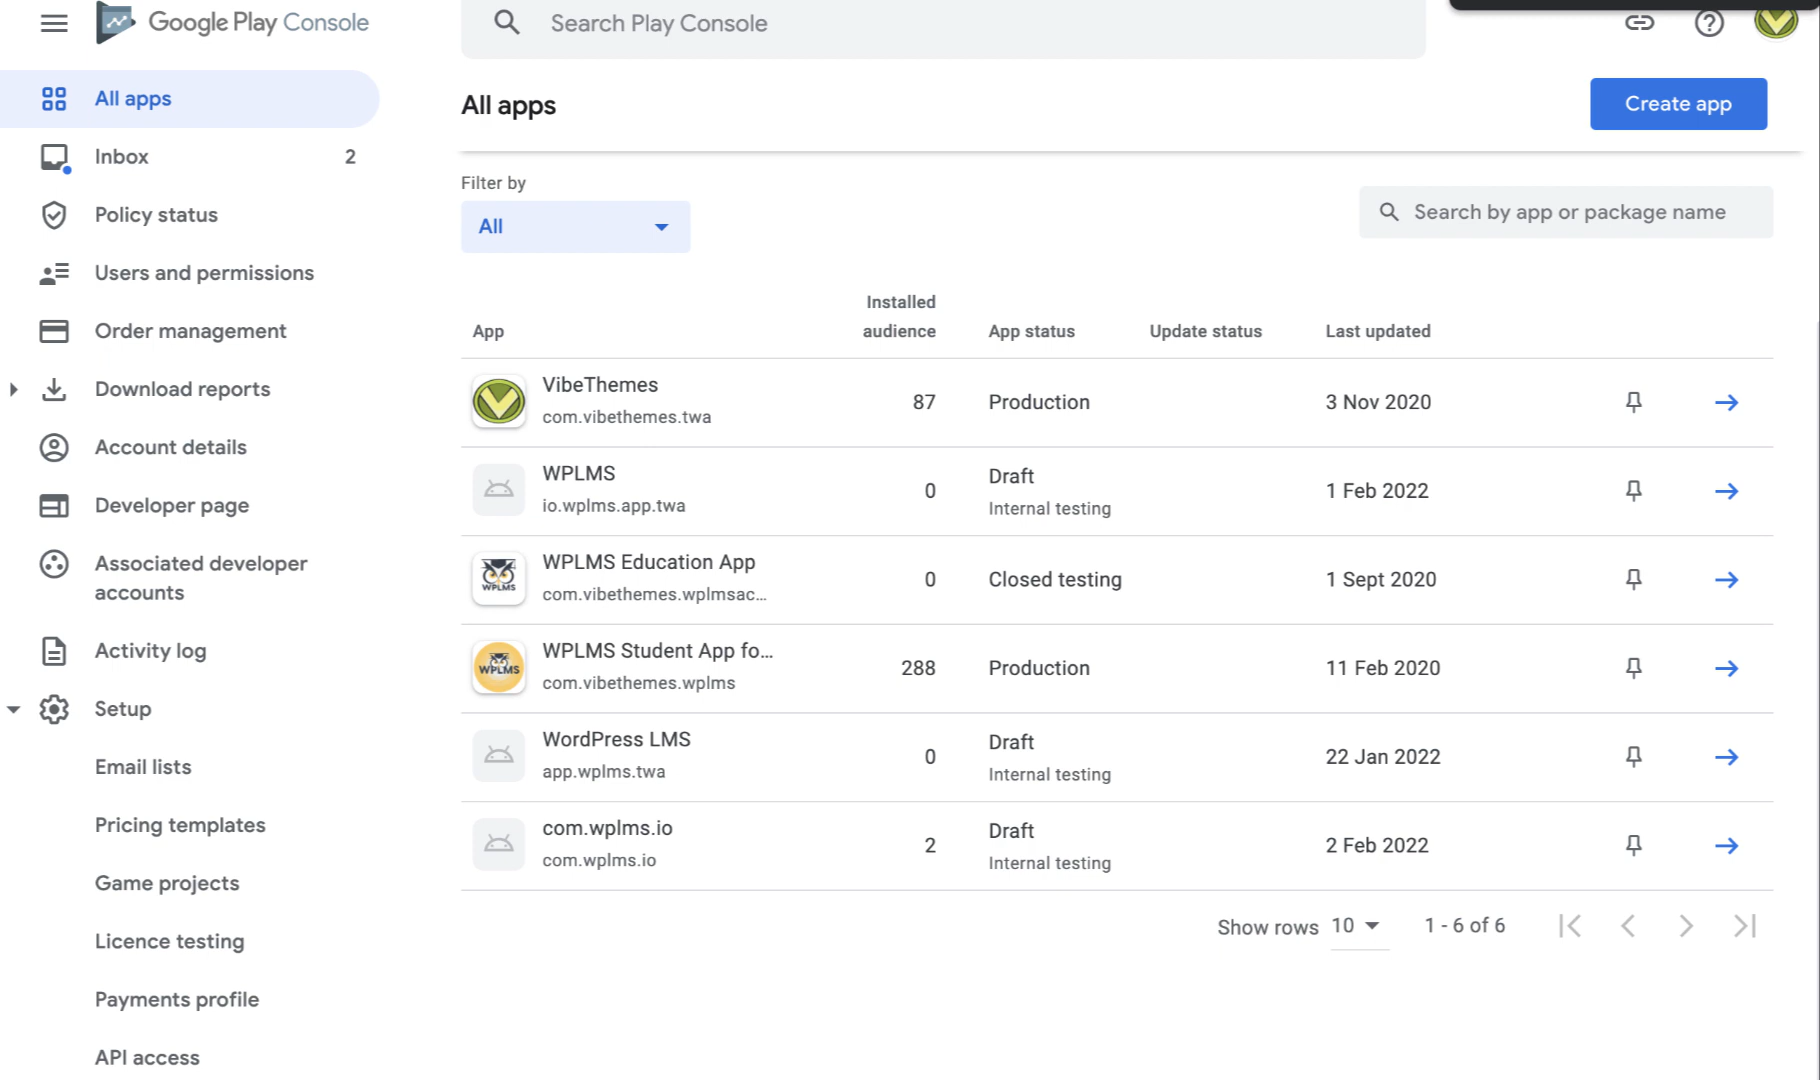 Google Play Console
Search Play Console
All apps
Inbox 2
Policy status
Users and permissions
Order management
Download reports
Account details
Developer page
Associated developer
accounts
Activity log
Setup
Email lists
Pricing templates
Game projects
Licence testing
Payments profile
API access
All apps
Create app
Filter by
All
Search by app or package name
Installed
App audience App status Update status Last updated
VibeThemes
com.vibethemes.twa
87 Production 3 Nov 2020
WPLMS
io.wplms.app.twa
0 Draft 1 Feb 2022
Internal testing
WPLMS
WPLMS Education App
com.vibethemes.wplmsac...
0 Closed testing 1 Sept 2020
WPLMS
WPLMS Student App fo...
com.vibethemes.wplms
288 Production 11 Feb 2020
WordPress LMS
app.wplms.twa
0 Draft 22 Jan 2022
Internal testing
com.wplms.io
com.wplms.io
2 Draft 2 Feb 2022
Internal testing
Show rows 10 1 - 6 of 6